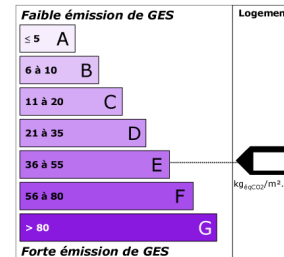 Faible émission de GES
Logemen
≤ 5 A
6 à 10 B
11 à 20 C
21 à 35 D
36 à 55 E
56 à 80 F
> 80 G
kgéqCO2/m².
Forte émission de GES